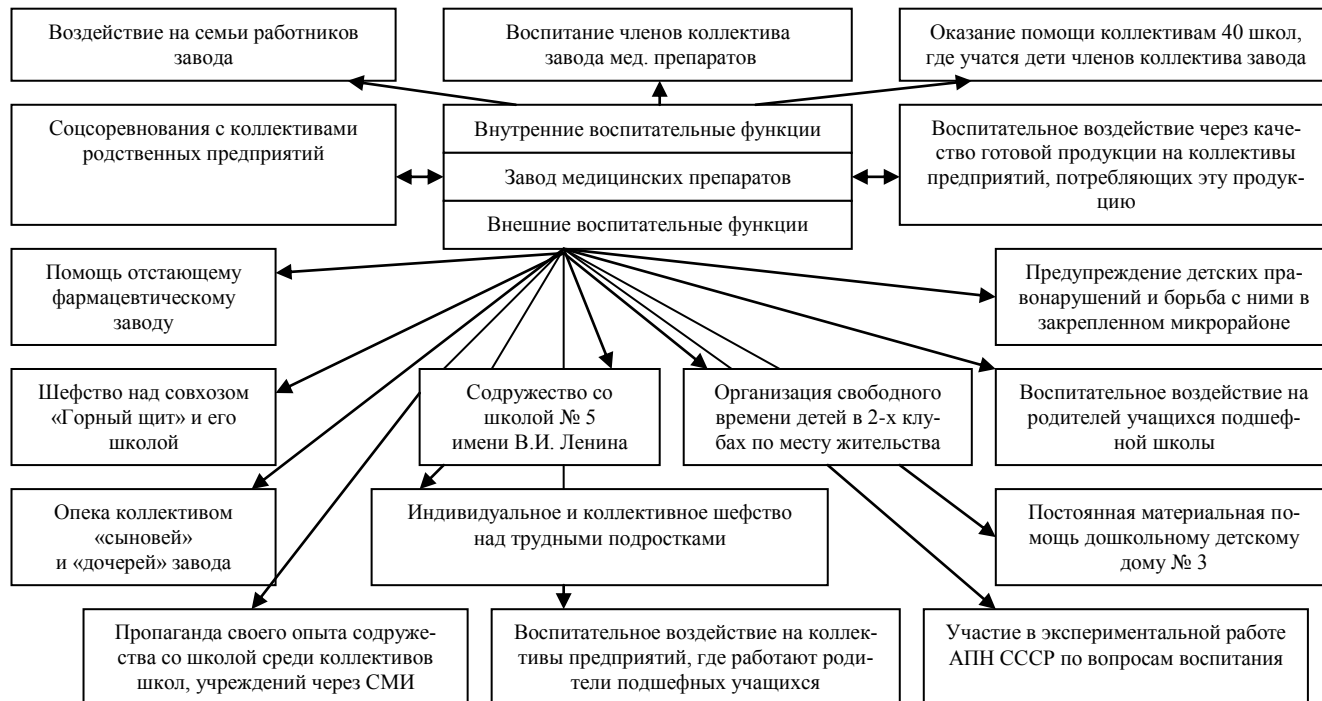 Воздействие на семьи работников
завода
Воспитание членов коллектива
завода мед. препаратов
Оказание помощи коллективам 40 школ,
где учатся дети членов коллектива завода
Соцсоревнования с коллективами
родственных предприятий
Внутренние воспитательные функции
Завод медицинских препаратов
Внешние воспитательные функции
Воспитательное воздействие через каче-
ство готовой продукции на коллективы
предприятий, потребляющих эту продук-
цию
Помощь отстающему
фармацевтическому
заводу
Предупреждение детских пра-
вонарушений и борьба с ними в
закрепленном микрорайоне
Шефство над совхозом
«Горный щит» и его
школой
Содружество со
школой № 5
имени В.И. Ленина
Организация свободного
времени детей в 2-х клу-
бах по месту жительства
Воспитательное воздействие на
родителей учащихся подшеф-
ной школы
Опека коллективом
«сыновей»
и «дочерей» завода
Индивидуальное и коллективное шефство
над трудными подростками
Постоянная материальная по-
мощь дошкольному детскому
дому № 3
Пропаганда своего опыта содруже-
ства со школой среди коллективов
школ, учреждений через СМИ
Воспитательное воздействие на коллек-
тивы предприятий, где работают роди-
тели подшефных учащихся
Участие в экспериментальной работе
АПН СССР по вопросам воспитания